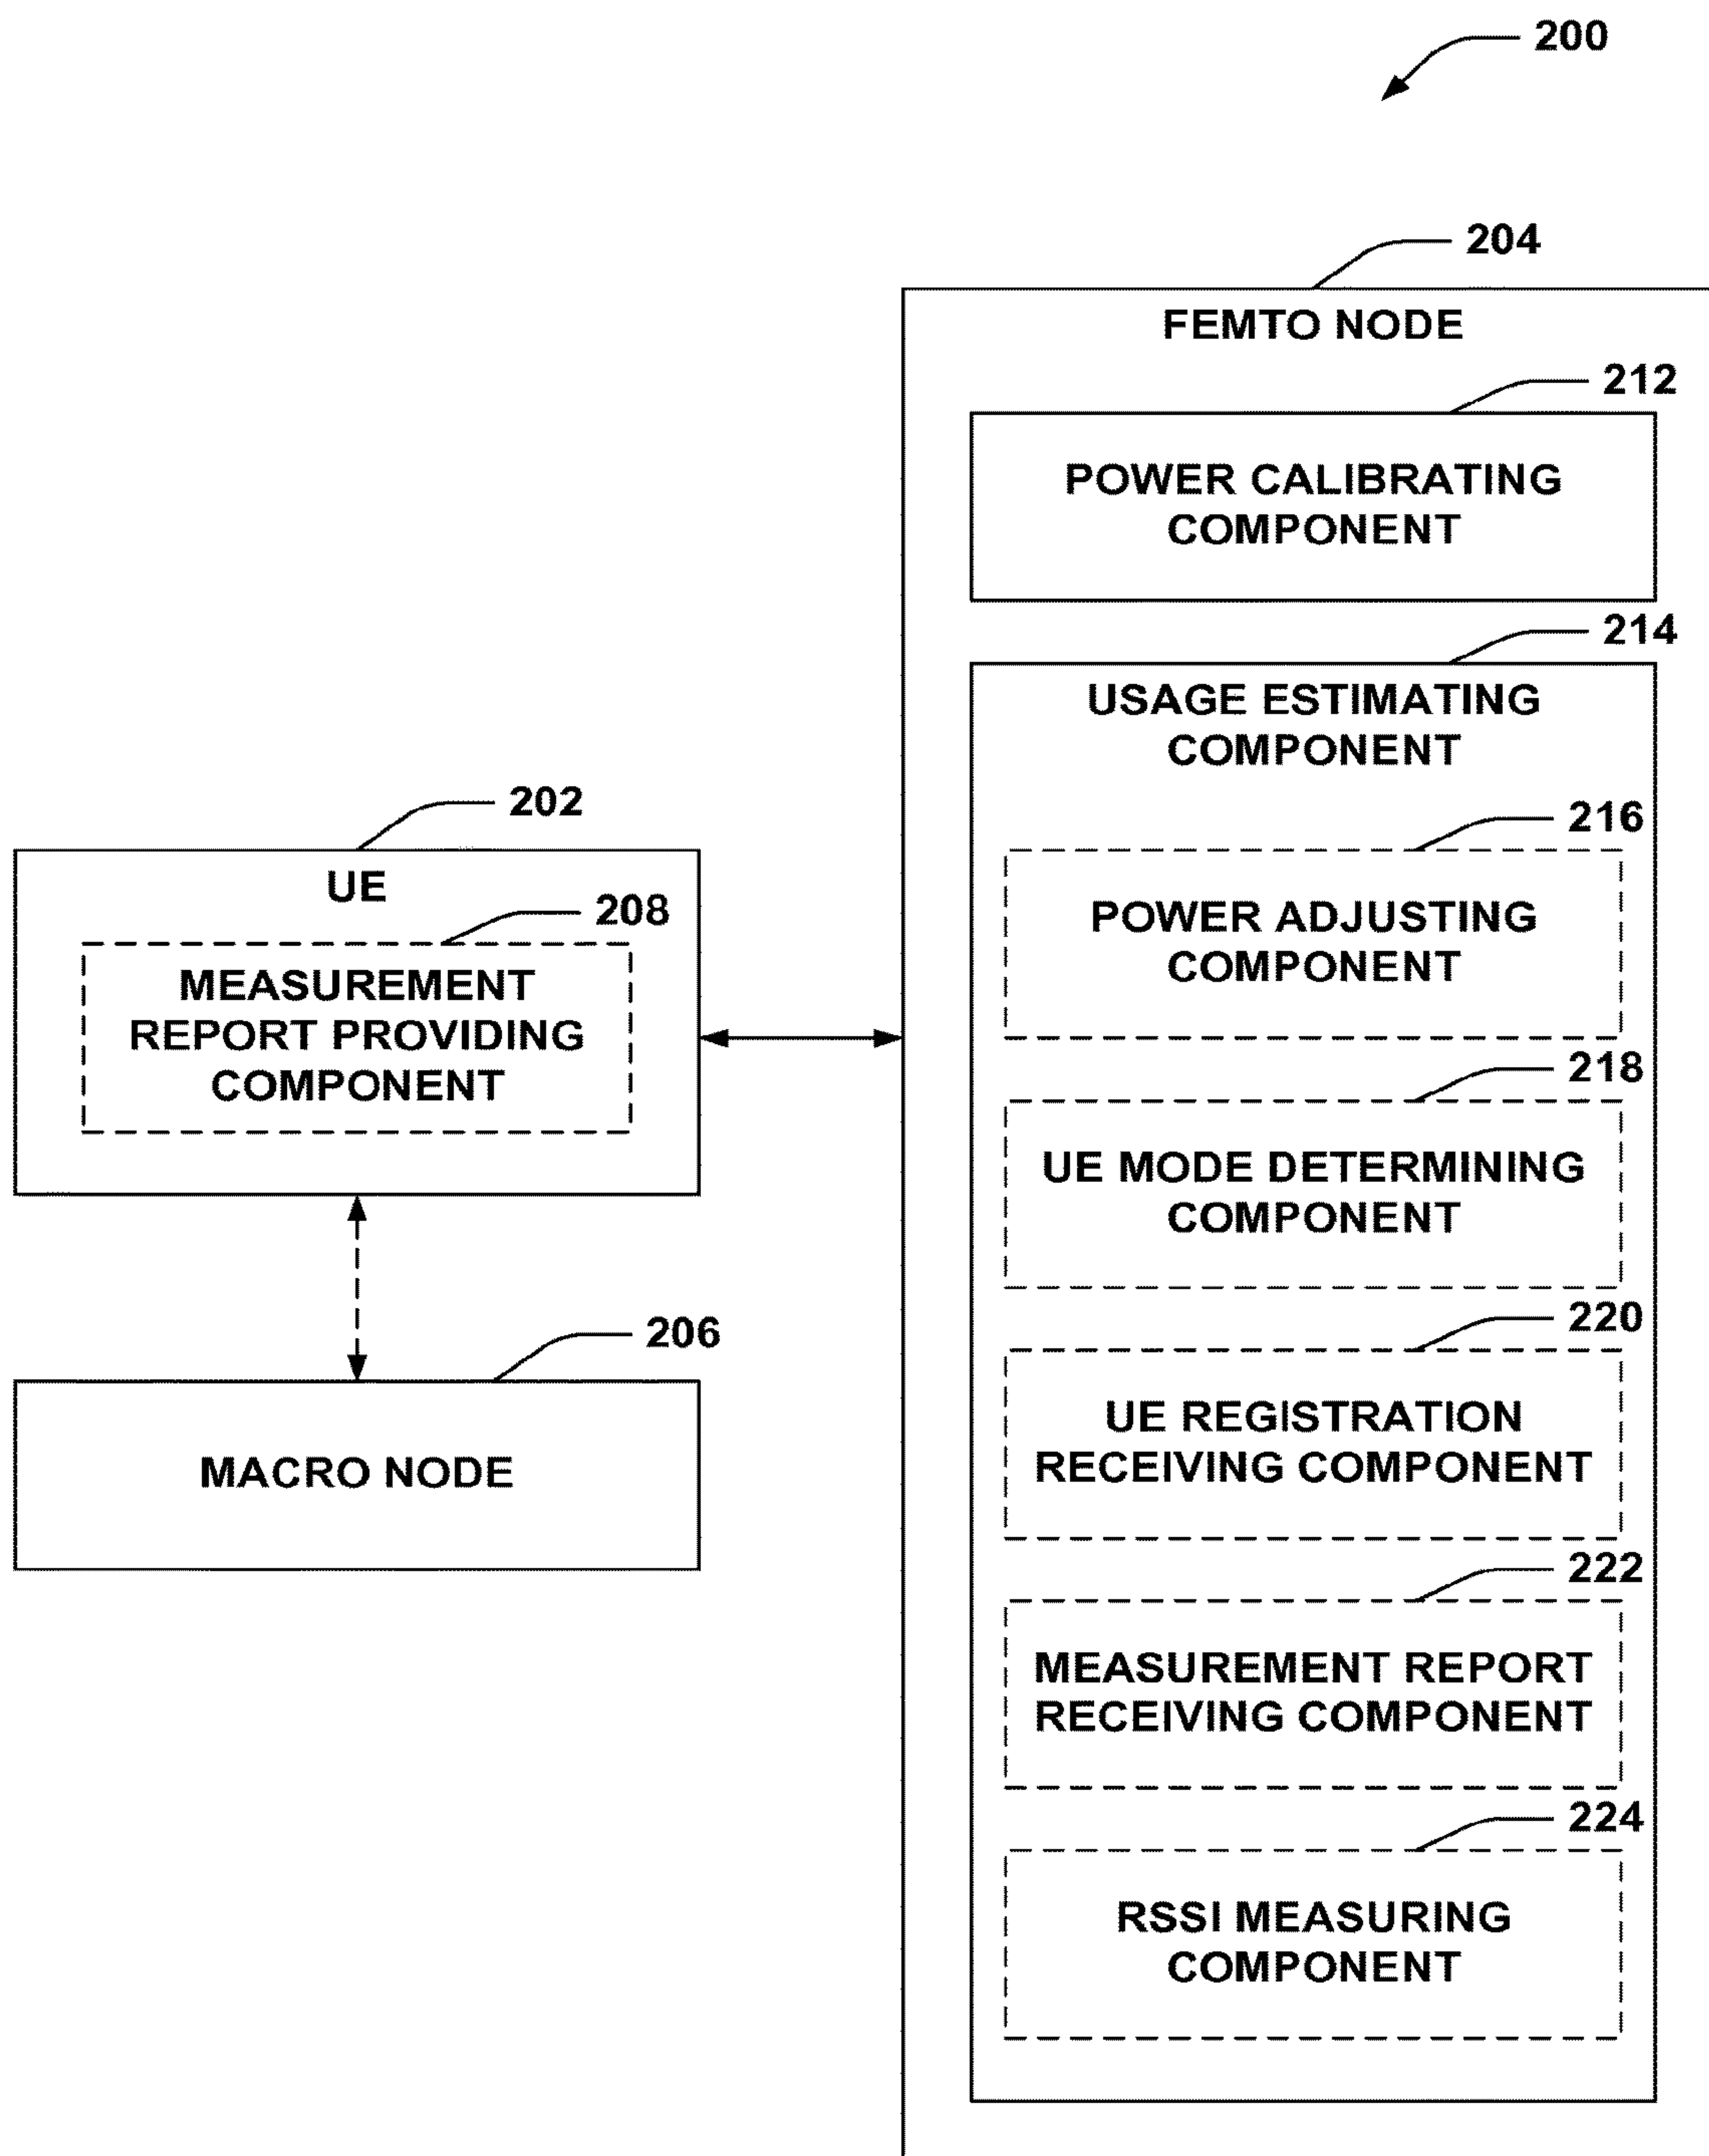 200
204
FEMTO NODE
212
POWER CALIBRATING
COMPONENT
214
USAGE ESTIMATING
COMPONENT
216
POWER ADJUSTING
COMPONENT
218
UE MODE DETERMINING
COMPONENT
220
UE REGISTRATION
RECEIVING COMPONENT
222
MEASUREMENT REPORT
RECEIVING COMPONENT
224
RSSI MEASURING
COMPONENT
202
UE
208
MEASUREMENT
REPORT PROVIDING
COMPONENT
206
MACRO NODE